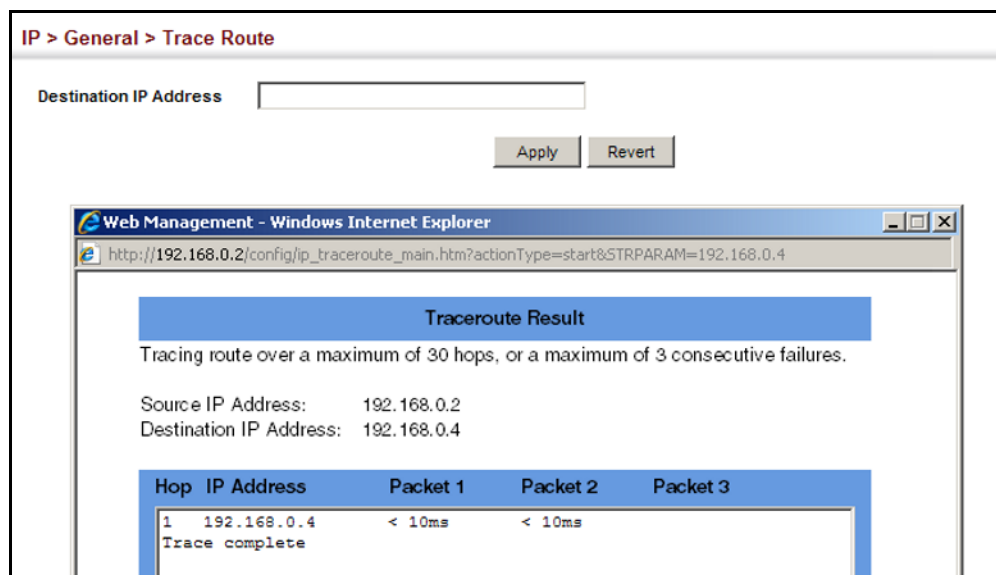 IP > General > Trace Route
Destination IP Address
Apply Revert
Web Management - Windows Internet Explorer
http://192.168.0.2/config/ip_traceroute_main.htm?actionType=start&STRPARAM=192.168.0.4
Traceroute Result
Tracing route over a maximum of 30 hops, or a maximum of 3 consecutive failures.
Source IP Address: 192.168.0.2
Destination IP Address: 192.168.0.4
Hop IP Address Packet 1 Packet 2 Packet 3
1 192.168.0.4 < 10ms < 10ms
Trace complete